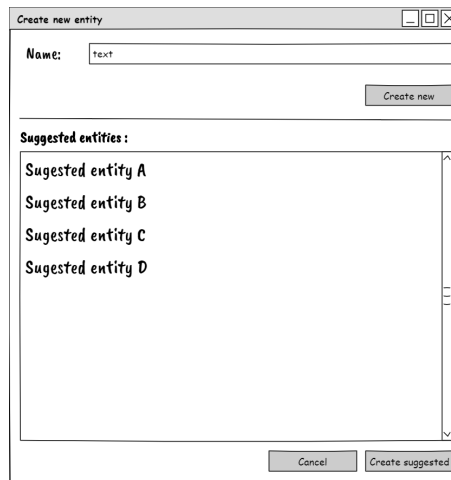 Create new entity
Name: text
Create new
Suggested entities :
Sugested entity A
Sugested entity B
Sugested entity C
Sugested entity D
Cancel Create suggested